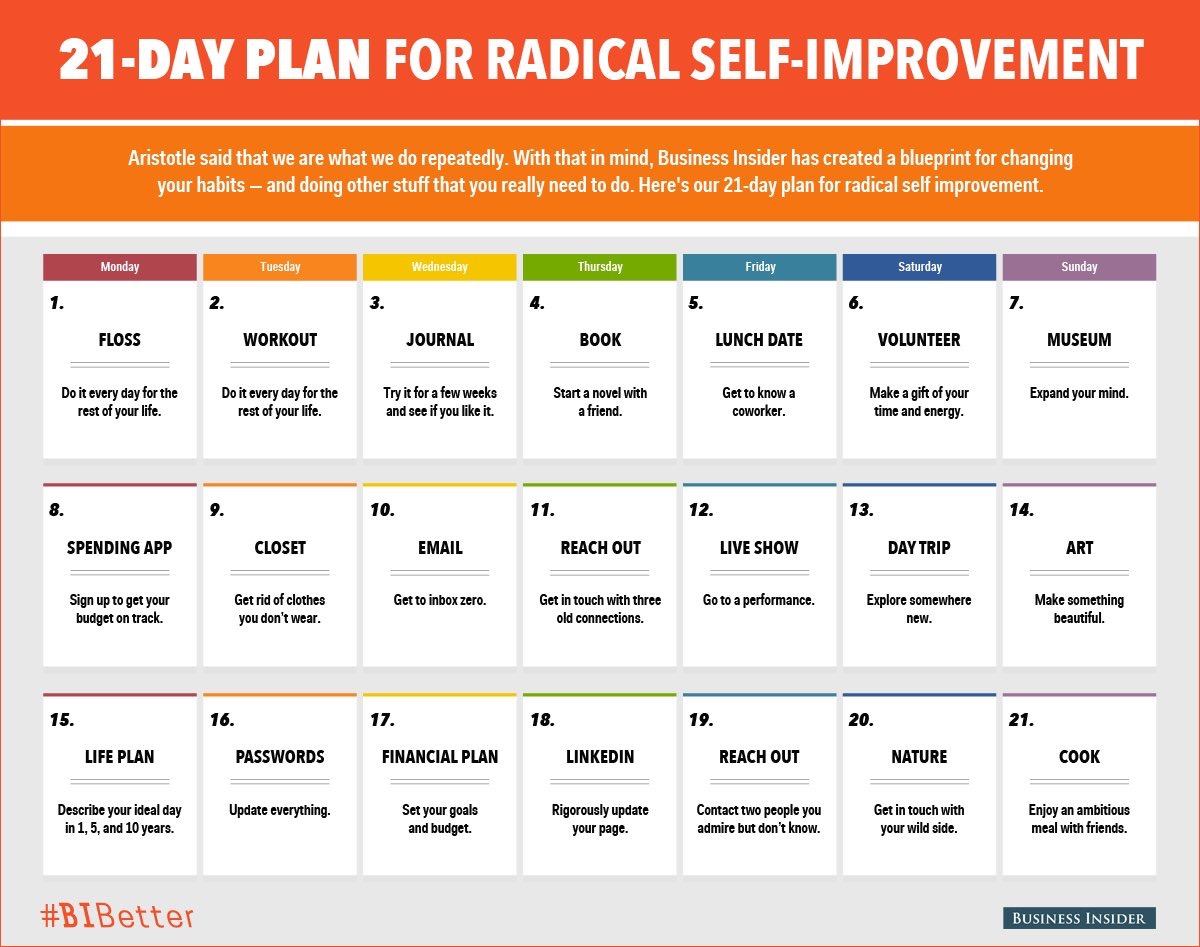 21-DAY PLAN FOR RADICAL SELF-IMPROVEMENT
Aristotle said that we are what we do repeatedly. With that in mind, Business Insider has created a blueprint for changing
your habits — and doing other stuff that you really need to do. Here's our 21-day plan for radical self improvement.
Monday
Tuesday
Wednesday
Thursday
Friday
Saturday
Sunday
1.
FLOSS
Do it every day for the
rest of your life.
2.
WORKOUT
Do it every day for the
rest of your life.
3.
JOURNAL
Try it for a few weeks
and see if you like it.
4.
BOOK
Start a novel with
a friend.
5.
LUNCH DATE
Get to know a
coworker.
6.
VOLUNTEER
Make a gift of your
time and energy.
7.
MUSEUM
Expand your mind.
8.
SPENDING APP
Sign up to get your
budget on track.
9.
CLOSET
Get rid of clothes
you don't wear.
10.
EMAIL
Get to inbox zero.
11.
REACH OUT
Get in touch with three
old connections.
12.
LIVE SHOW
Go to a performance.
13.
DAY TRIP
Explore somewhere
new.
14.
ART
Make something
beautiful.
15.
LIFE PLAN
Describe your ideal day
in 1, 5, and 10 years.
16.
PASSWORDS
Update everything.
17.
FINANCIAL PLAN
Set your goals
and budget.
18.
LINKEDIN
Rigorously update
your page.
19.
REACH OUT
Contact two people you
admire but don't know.
20.
NATURE
Get in touch with
your wild side.
21.
COOK
Enjoy an ambitious
meal with friends.
#BIBetter
BUSINESS INSIDER